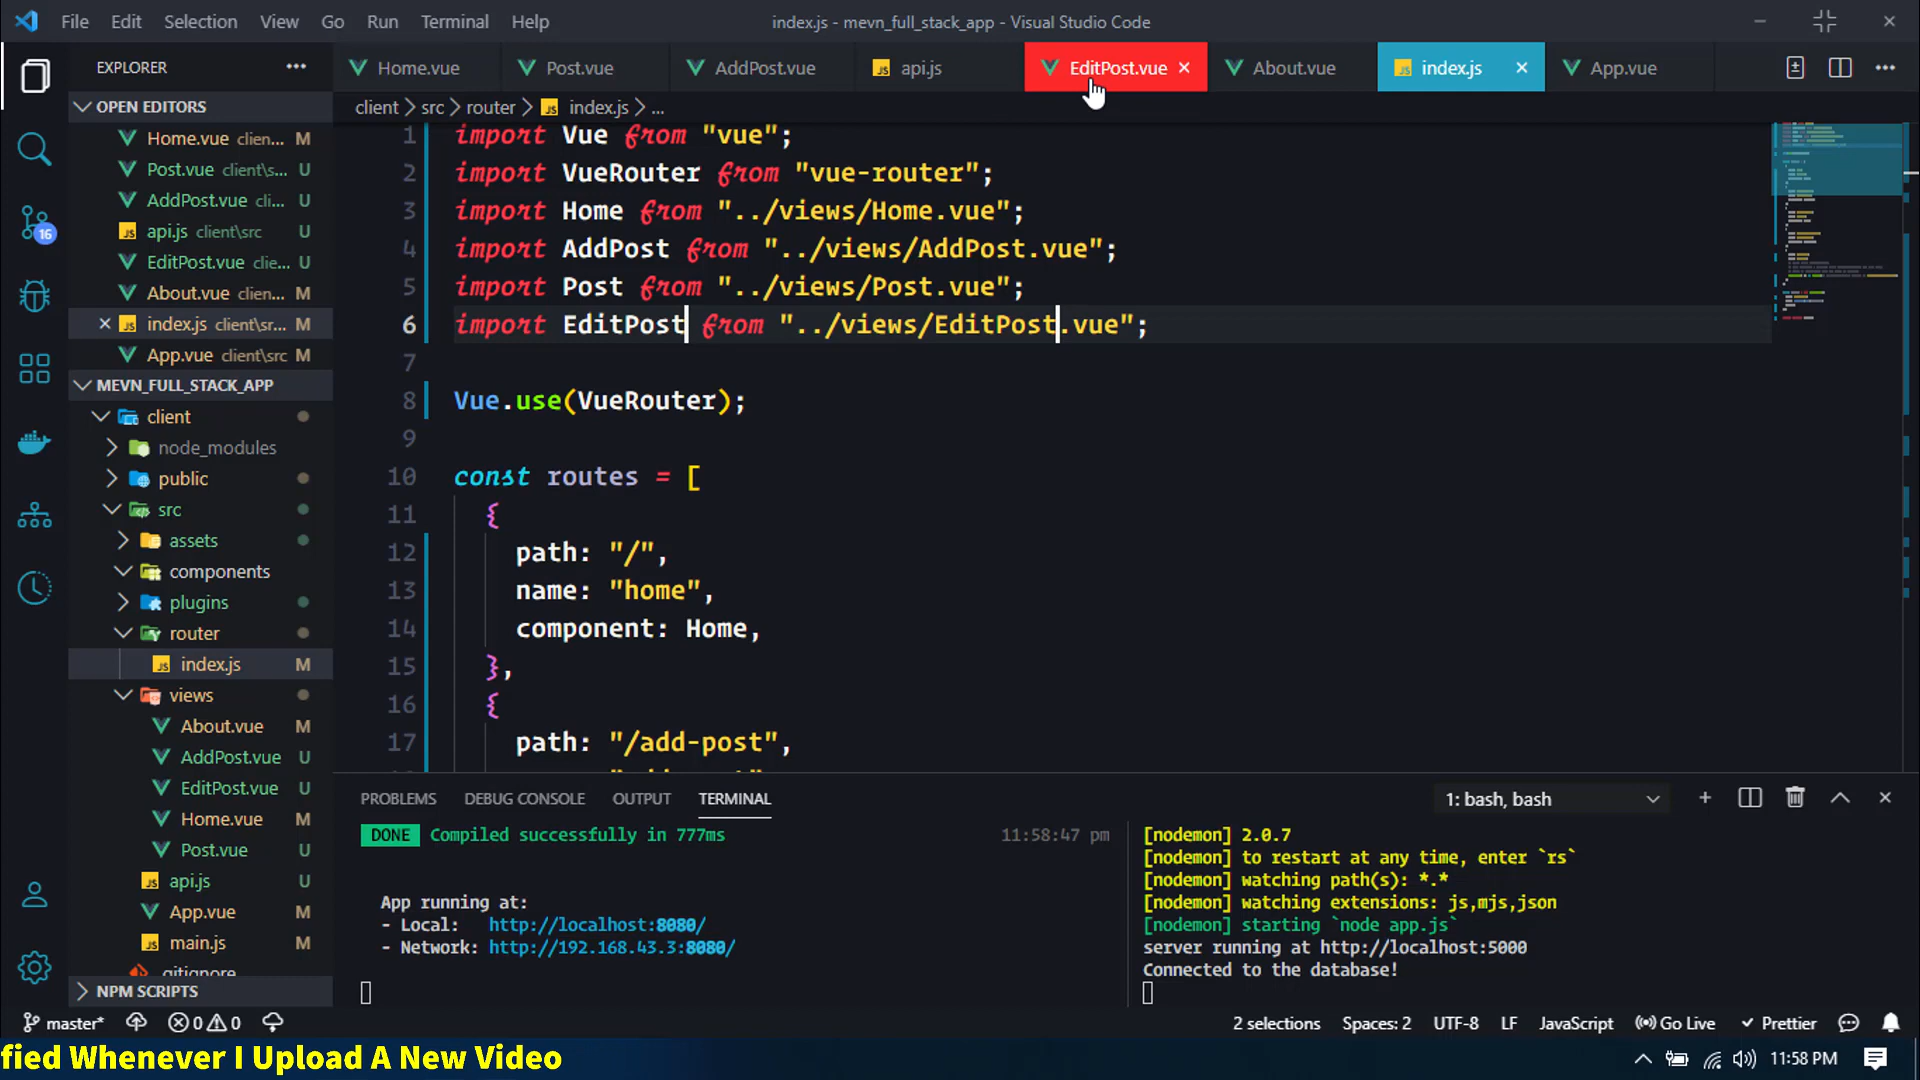 File Edit Selection View Go Run Terminal Help
index.js - mevn_full_stack_app - Visual Studio Code
EXPLORER
Home.vue
Post.vue
AddPost.vue
api.js
EditPost.vue
About.vue
index.js
App.vue
client > src > router > index.js > ...
OPEN EDITORS
Home.vue clien... M
Post.vue client\s... U
AddPost.vue cli... U
api.js client\src U
EditPost.vue clie... U
About.vue clien... M
index.js client\sr... M
App.vue client\src M
MEVN_FULL_STACK_APP
client
node_modules
public
src
assets
components
plugins
router
index.js M
views
About.vue M
AddPost.vue U
EditPost.vue U
Home.vue M
Post.vue U
api.js U
App.vue M
main.js M
.gitignore
NPM SCRIPTS
16
1 import Vue from "vue";
2 import VueRouter from "vue-router";
3 import Home from "../views/Home.vue";
4 import AddPost from "../views/AddPost.vue";
5 import Post from "../views/Post.vue";
6 import EditPost from "../views/EditPost.vue";
7
8 Vue.use(VueRouter);
9
10 const routes = [
11 {
12 path: "/",
13 name: "home",
14 component: Home,
15 },
16 {
17 path: "/add-post",
PROBLEMS DEBUG CONSOLE OUTPUT TERMINAL
1: bash, bash
DONE Compiled successfully in 777ms 11:58:47 pm
App running at:
- Local: http://localhost:8080/
- Network: http://192.168.43.3:8080/
[nodemon] 2.0.7
[nodemon] to restart at any time, enter `rs`
[nodemon] watching path(s): *.*
[nodemon] watching extensions: js,mjs,json
[nodemon] starting `node app.js`
server running at http://localhost:5000
Connected to the database!
master* 0 0
2 selections Spaces: 2 UTF-8 LF JavaScript Go Live Prettier
fied Whenever I Upload A New Video
11:58 PM